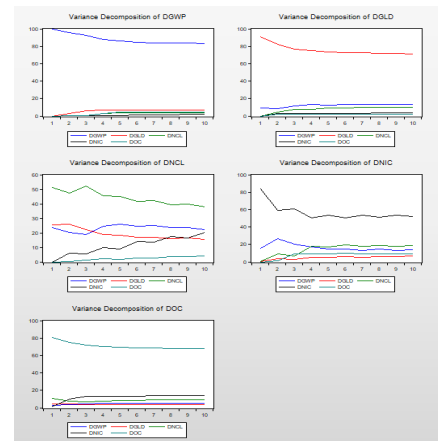 Variance Decomposition of DGWP
100
80
60
40
20
0
1 2 3 4 5 6 7 8 9 10
DGWP DGLD DNCL
DNIC DOC
Variance Decomposition of DGLD
100
80
60
40
20
0
1 2 3 4 5 6 7 8 9 10
DGWP DGLD DNCL
DNIC DOC
Variance Decomposition of DNCL
60
50
40
30
20
10
0
1 2 3 4 5 6 7 8 9 10
DGWP DGLD DNCL
DNIC DOC
Variance Decomposition of DNIC
100
80
60
40
20
0
1 2 3 4 5 6 7 8 9 10
DGWP DGLD DNCL
DNIC DOC
Variance Decomposition of DOC
100
80
60
40
20
0
1 2 3 4 5 6 7 8 9 10
DGWP DGLD DNCL
DNIC DOC